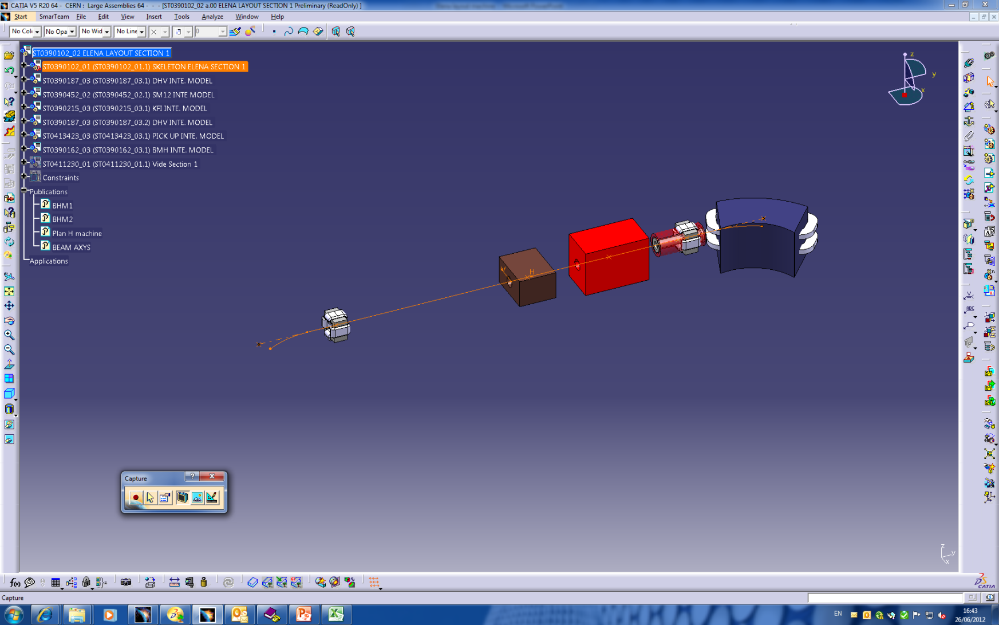 CATIA V5 R20 64 - CERN : Large Assemblies 64 - - - [ST0390102_02 a.00 ELENA LAYOUT SECTION 1 Preliminary (ReadOnly) ]
Start SmarTeam File Edit View Insert Tools Analyze Window Help
No Col No Opa No Wid No Line 0
ST0390102_02 ELENA LAYOUT SECTION 1
ST0390102_01 (ST0390102_01.1) SKELETON ELENA SECTION 1
ST0390187_03 (ST0390187_03.1) DHV INTE. MODEL
ST0390452_02 (ST0390452_02.1) SM12 INTE MODEL
ST0390215_03 (ST0390215_03.1) KFI INTE. MODEL
ST0390187_03 (ST0390187_03.2) DHV INTE. MODEL
ST0413423_03 (ST0413423_03.1) PICK UP INTE. MODEL
ST0390162_03 (ST0390162_03.1) BMH INTE. MODEL
ST0411230_01 (ST0411230_01.1) Vide Section 1
Constraints
Publications
BHM1
BHM2
Plan H machine
BEAM AXYS
Applications
z
y
x
V H
ABC
Capture
z
y
x
f(x)
DS CATIA
Capture
EN
16:43
26/06/2012